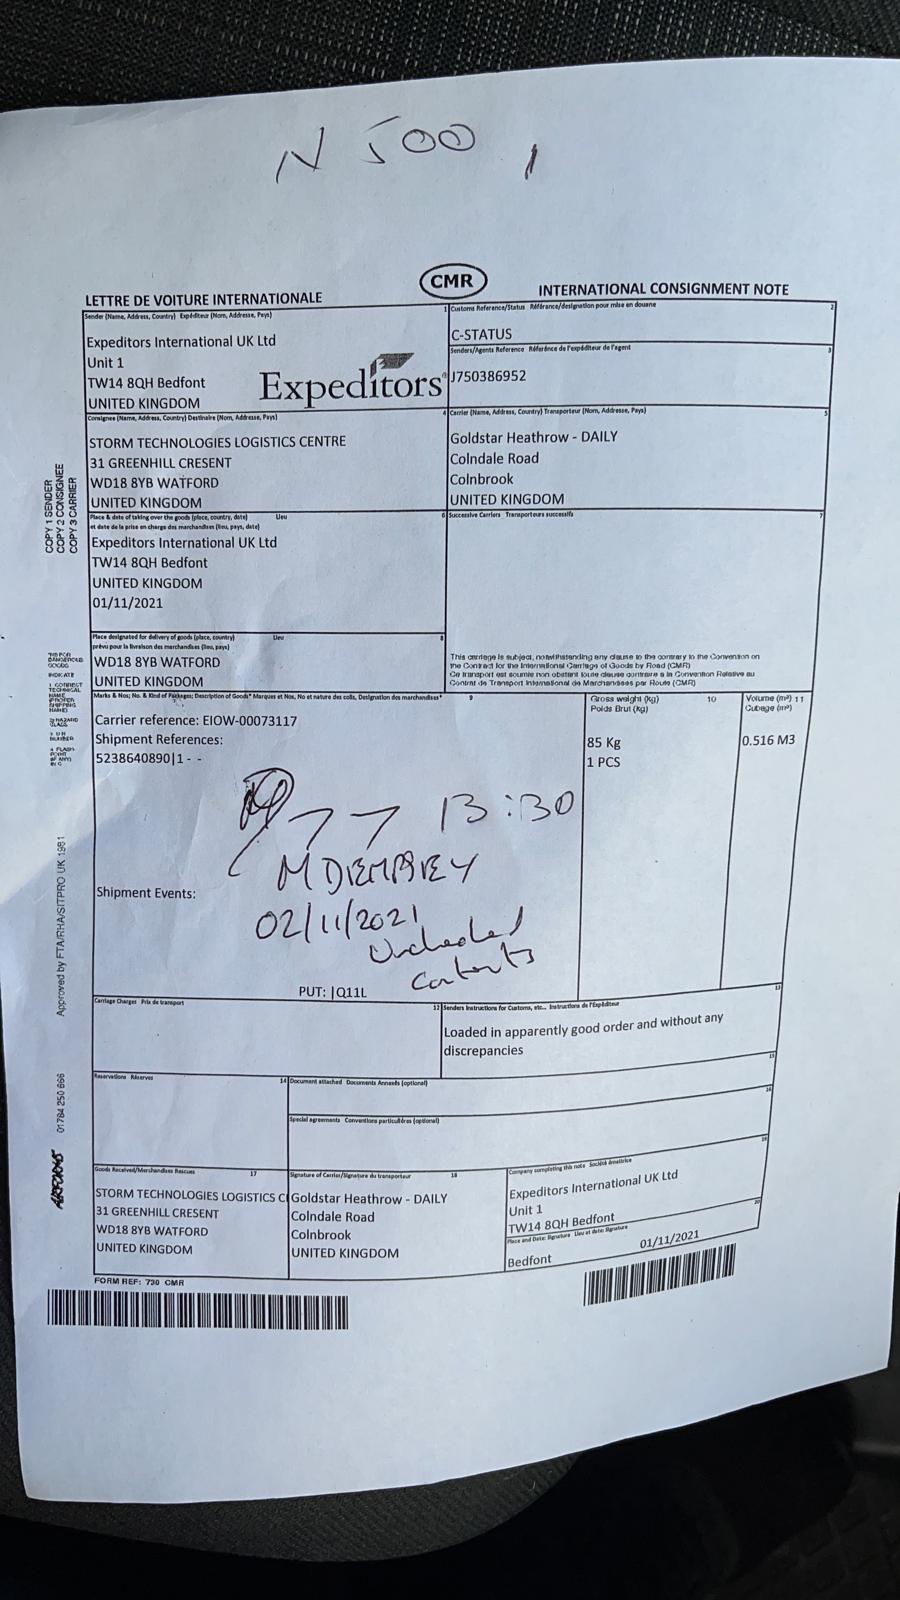 N 500 1
CMR
LETTRE DE VOITURE INTERNATIONALE
INTERNATIONAL CONSIGNMENT NOTE
Sender (Name, Address, Country) Expéditeur (Nom, Adresse, Pays) 1
Expeditors International UK Ltd
Unit 1
TW14 8QH Bedfont
UNITED KINGDOM
Expeditors
Customs Reference/Status Référence/designation pour mise en douane 2
C-STATUS
Senders/Agents Reference Référence de l'expéditeur de l'agent 3
J750386952
Consignee (Name, Address, Country) Destinaire (Nom, Addresse, Pays) 4
STORM TECHNOLOGIES LOGISTICS CENTRE
31 GREENHILL CRESENT
WD18 8YB WATFORD
UNITED KINGDOM
Carrier (Name, Address, Country) Transporteur (Nom, Address, Pays) 5
Goldstar Heathrow - DAILY
Colndale Road
Colnbrook
UNITED KINGDOM
Place & date of taking over the goods (place, country, date) Lieu 6
et date de la prise en charge des marchandises (lieu, pays, date)
Expeditors International UK Ltd
TW14 8QH Bedfont
UNITED KINGDOM
01/11/2021
Successive Carriers Transporteurs successifs 7
Place designated for delivery of goods (place, country) Lieu 8
prévu pour la livraison des marchandises (lieu, pays)
WD18 8YB WATFORD
UNITED KINGDOM
This carriage is subject, notwithstanding any clause to the contrary to the Convention on
the Contract for the International Carriage of Goods by Road (CMR)
Ce transport est soumis non obstant toute clause contraire a la Convention Relative au
Contrat de Transport International de Marchandises par Route (CMR)
Marks & Nos; No. & Kind of Packages; Description of Goods* Marques et Nos, No et nature des colis, Designation des marchandises* 9
Carrier reference: EIOW-00073117
Shipment References:
5238640890|1 - -
Gross weight (kg) 10
Poids Brut (kg)
85 Kg
1 PCS
Volume (m³) 11
Cubage (m³)
0.516 M3
13:30
M DEMPSEY
Shipment Events:
02/11/2021
Unchecked
Contents
PUT: |Q11L
Carriage Charges Prix de transport 12
Senders Instructions for Customs, etc... Instructions de l'Expéditeur 13
Loaded in apparently good order and without any
discrepancies
Reservations Réserves 14
Document attached Documents Annexés (optional)
15
Special agreements Conventions particulières (optional)
16
Goods Received/Merchandises Rescues 17
STORM TECHNOLOGIES LOGISTICS C
31 GREENHILL CRESENT
WD18 8YB WATFORD
UNITED KINGDOM
Signature of Carrier/Signature du transporteur 18
Goldstar Heathrow - DAILY
Colndale Road
Colnbrook
UNITED KINGDOM
Company completing this note Société émettrice 19
Expeditors International UK Ltd
Unit 1
TW14 8QH Bedfont
Place and Date: Signature Lieu et date: Signature 20
Bedfont 01/11/2021
FORM REF: 730 CMR
COPY 1 SENDER
COPY 2 CONSIGNEE
COPY 3 CARRIER
Approved by FTA/RHA/SITPRO UK 1981
01784 250 666
AIRFORMS